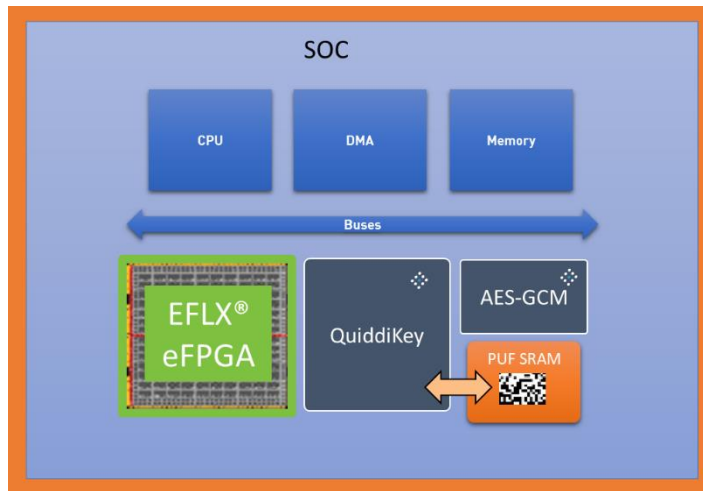 SOC
CPU
DMA
Memory
Buses
EFLX®
eFPGA
QuiddiKey
AES-GCM
PUF SRAM